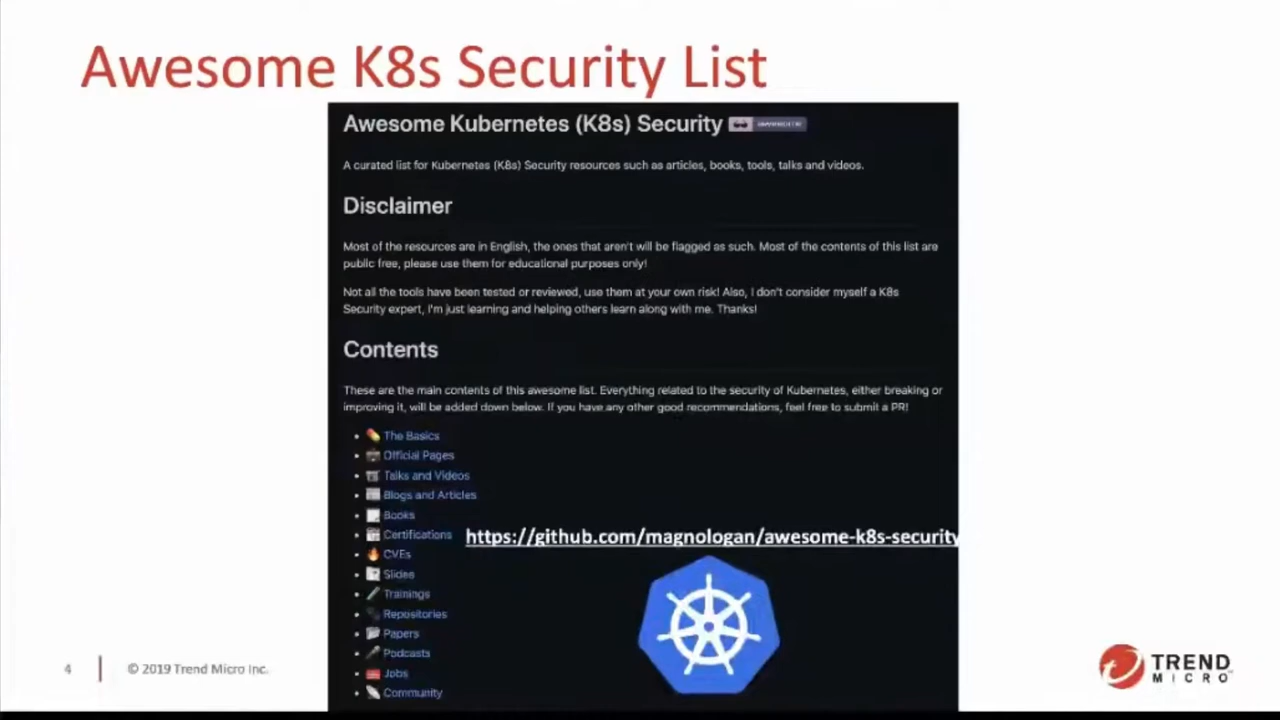 Awesome K8s Security List
Awesome Kubernetes (K8s) Security
A curated list for Kubernetes (K8s) Security resources such as articles, books, tools, talks and videos.
Disclaimer
Most of the resources are in English, the ones that aren't will be flagged as such. Most of the contents of this list are
public free, please use them for educational purposes only!
Not all the tools have been tested or reviewed, use them at your own risk! Also, I don't consider myself a K8s
Security expert, I'm just learning and helping others learn along with me. Thanks!
Contents
These are the main contents of this awesome list. Everything related to the security of Kubernetes, either breaking or
improving it, will be added down below. If you have any other good recommendations, feel free to submit a PR!
The Basics
Official Pages
Talks and Videos
Blogs and Articles
Books
Certifications
https://github.com/magnologan/awesome-k8s-security
CVEs
Slides
Trainings
Repositories
Papers
Podcasts
Jobs
Community
4
© 2019 Trend Micro Inc.
TREND
MICRO